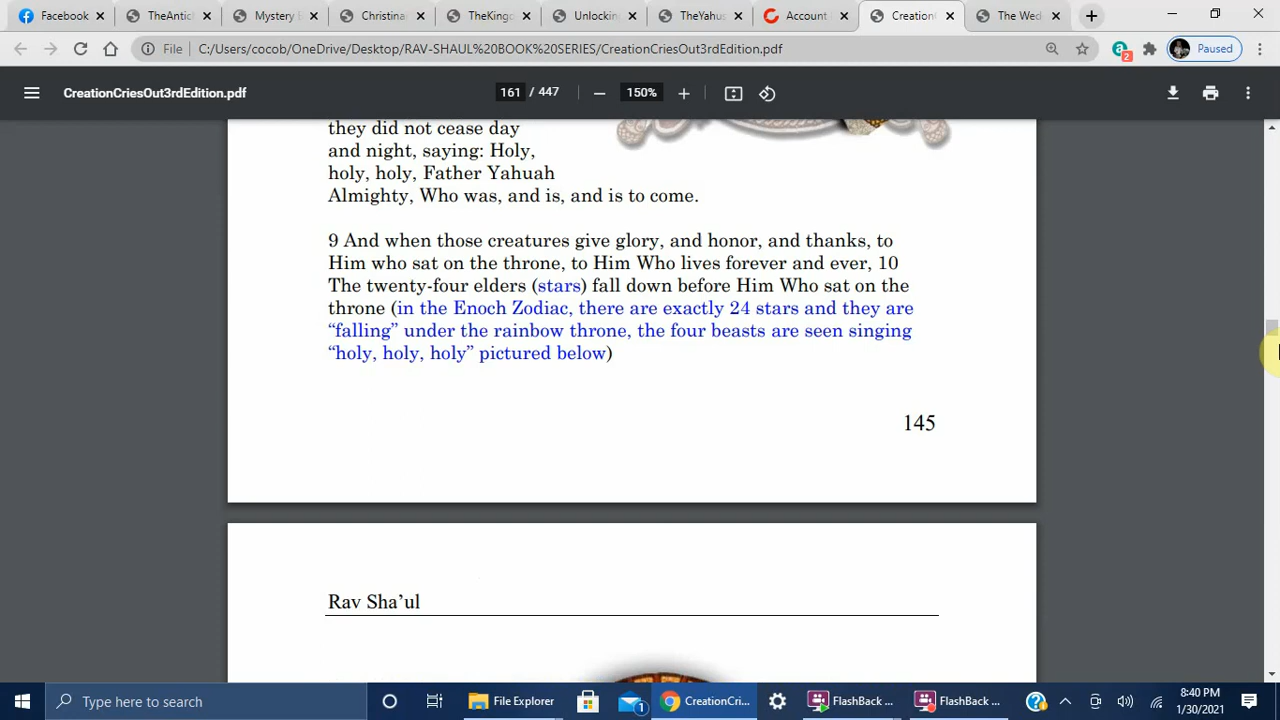 Facebook
TheAntic
Mystery
Christina
TheKing
Unlockin
TheYahus
Account
Creation
The Wed
File
C:/Users/cocob/OneDrive/Desktop/RAV-SHAUL%20BOOK%20SERIES/CreationCriesOut3rdEdition.pdf
2
Paused
CreationCriesOut3rdEdition.pdf
161 / 447
150%
they did not cease day
and night, saying: Holy,
holy, holy, Father Yahuah
Almighty, Who was, and is, and is to come.
9 And when those creatures give glory, and honor, and thanks, to
Him who sat on the throne, to Him Who lives forever and ever, 10
The twenty-four elders (stars) fall down before Him Who sat on the
throne (in the Enoch Zodiac, there are exactly 24 stars and they are
“falling” under the rainbow throne, the four beasts are seen singing
“holy, holy, holy” pictured below)
145
Rav Sha’ul
Type here to search
File Explorer
1
CreationCri...
FlashBack ...
FlashBack ...
8:40 PM
1/30/2021